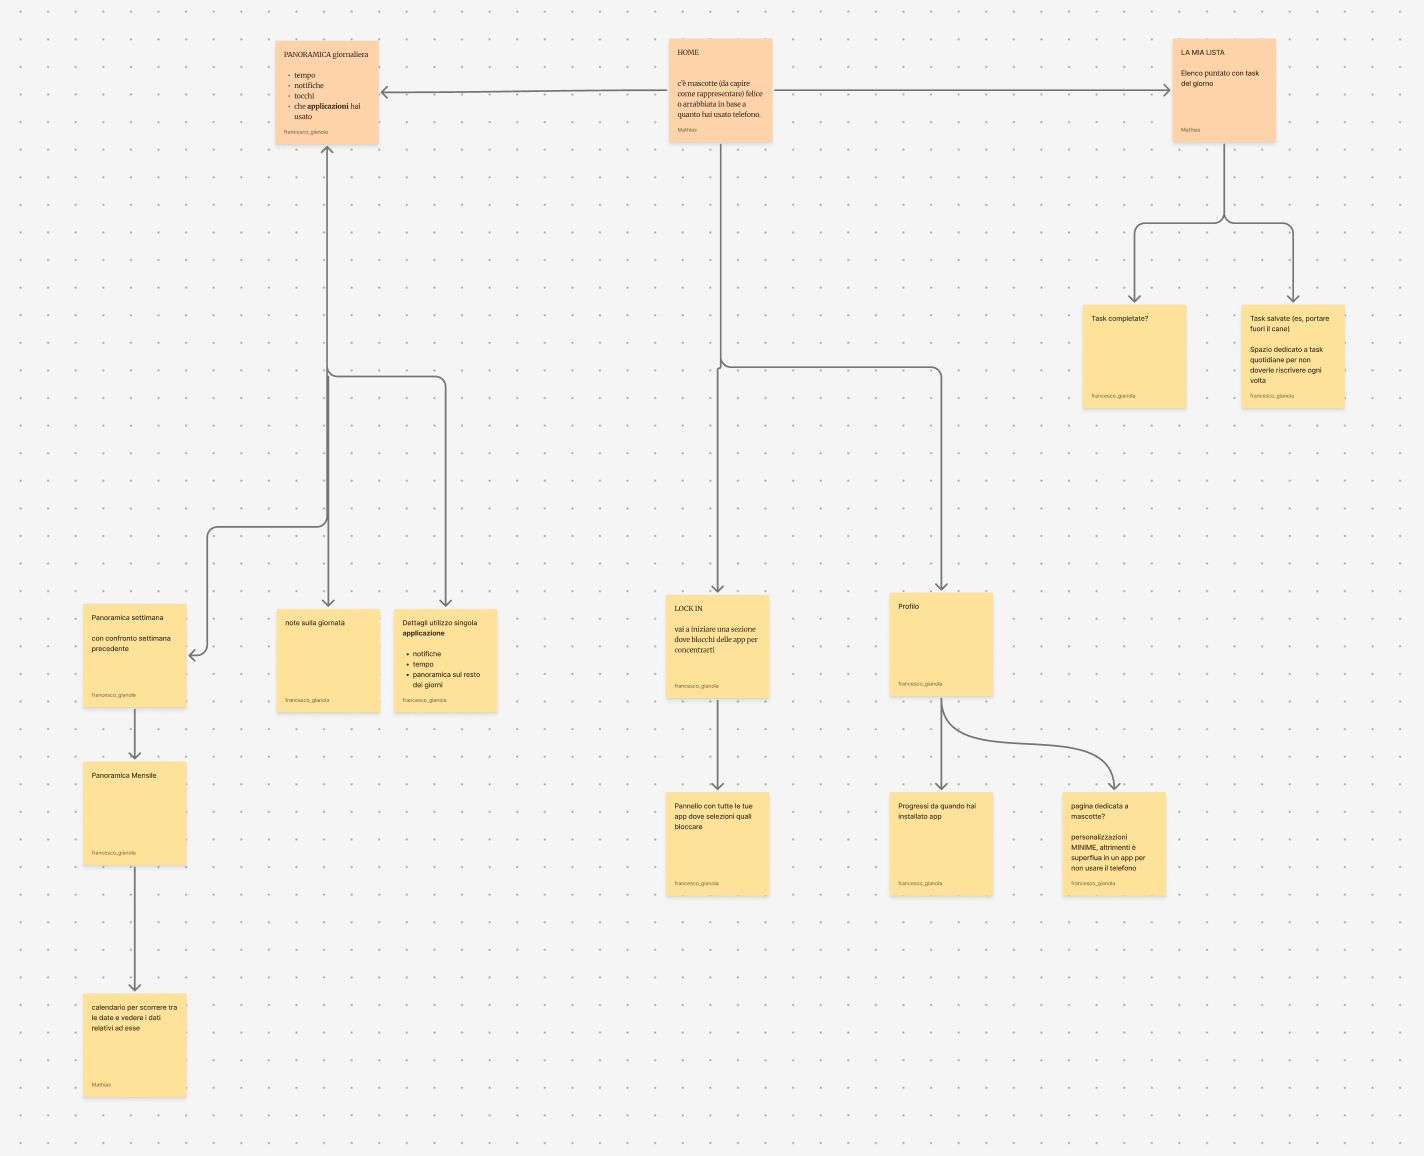 PANORAMICA giornaliera
• tempo
• notifiche
• tocchi
• che applicazioni hai
usato
francesco_gianola
HOME
c'è mascotte (da capire
come rappresentare) felice
o arrabbiata in base a
quanto hai usato telefono.
Mathias
LA MIA LISTA
Elenco puntato con task
del giorno
Mathias
Task completate?
francesco_gianola
Task salvate (es, portare
fuori il cane)
Spazio dedicato a task
quotidiane per non
doverle riscrivere ogni
volta
francesco_gianola
Panoramica settimana
con confronto settimana
precedente
francesco_gianola
note sulla giornata
francesco_gianola
Dettagli utilizzo singola
applicazione
• notifiche
• tempo
• panoramica sul resto
dei giorni
francesco_gianola
LOCK IN
vai a iniziare una sezione
dove blocchi delle app per
concentrarti
francesco_gianola
Profilo
francesco_gianola
Panoramica Mensile
francesco_gianola
Pannello con tutte le tue
app dove selezioni quali
bloccare
francesco_gianola
Progressi da quando hai
installato app
francesco_gianola
pagina dedicata a
mascotte?
personalizzazioni
MINIME, altrimenti è
superflua in un app per
non usare il telefono
francesco_gianola
calendario per scorrere tra
le date e vedere i dati
relativi ad esse
Mathias